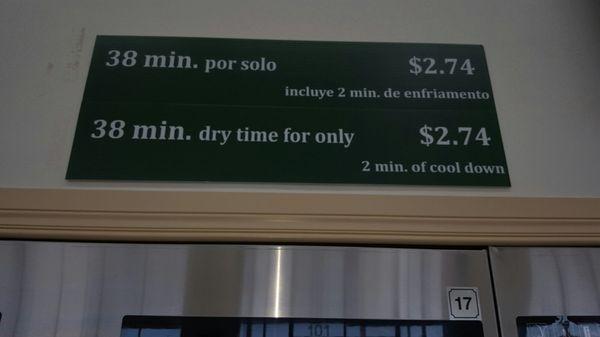 38 min. por solo $2.74
incluye 2 min. de enfriamento
38 min. dry time for only $2.74
2 min. of cool down
17
101